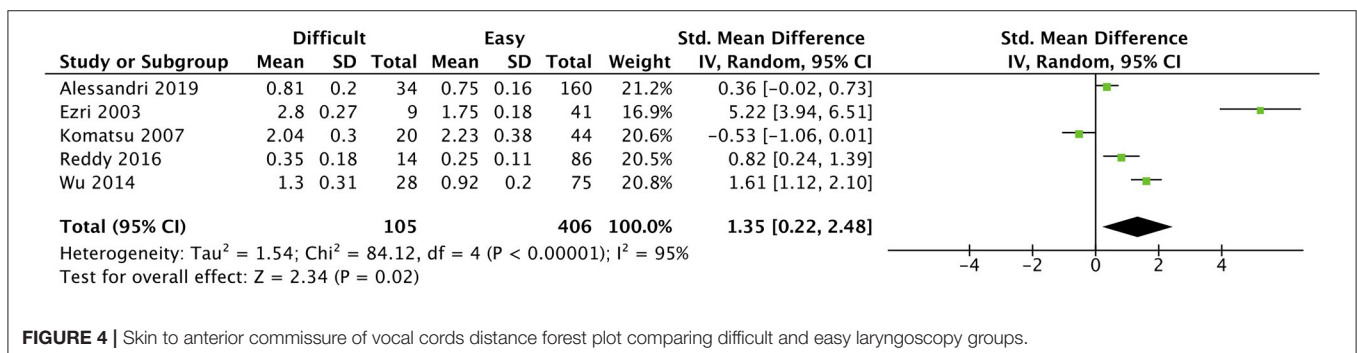 Difficult Easy Std. Mean Difference Std. Mean Difference
Study or Subgroup Mean SD Total Mean SD Total Weight IV, Random, 95% CI IV, Random, 95% CI
Alessandri 2019 0.81 0.2 34 0.75 0.16 160 21.2% 0.36 [-0.02, 0.73]
Ezri 2003 2.8 0.27 9 1.75 0.18 41 16.9% 5.22 [3.94, 6.51]
Komatsu 2007 2.04 0.3 20 2.23 0.38 44 20.6% -0.53 [-1.06, 0.01]
Reddy 2016 0.35 0.18 14 0.25 0.11 86 20.5% 0.82 [0.24, 1.39]
Wu 2014 1.3 0.31 28 0.92 0.2 75 20.8% 1.61 [1.12, 2.10]
Total (95% CI) 105 406 100.0% 1.35 [0.22, 2.48]
Heterogeneity: Tau² = 1.54; Chi² = 84.12, df = 4 (P < 0.00001); I² = 95%
Test for overall effect: Z = 2.34 (P = 0.02)
-4 -2 0 2 4
FIGURE 4 | Skin to anterior commissure of vocal cords distance forest plot comparing difficult and easy laryngoscopy groups.